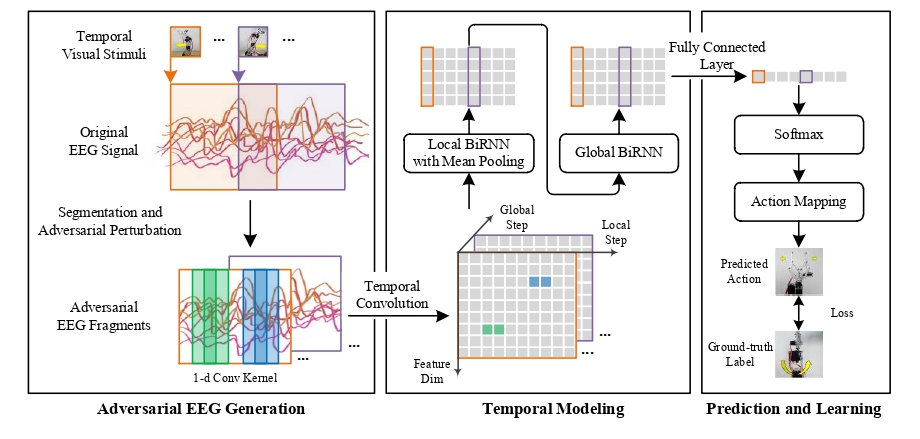 Temporal
Visual Stimuli
...
...
Original
EEG Signal
Segmentation and
Adversarial Perturbation
Adversarial
EEG Fragments
...
...
1-d Conv Kernel
Adversarial EEG Generation
Temporal
Convolution
Local BiRNN
with Mean Pooling
Global BiRNN
Global
Step
Local
Step
...
...
Feature
Dim
Temporal Modeling
Fully Connected
Layer
Softmax
Action Mapping
Predicted
Action
Loss
Ground-truth
Label
Prediction and Learning